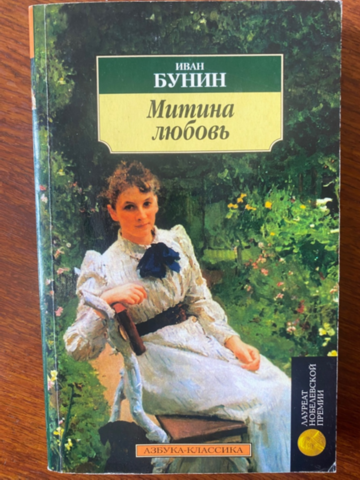 ИВАН
БУНИН
Митина
любовь
ЛАУРЕАТ
НОБЕЛЕВСКОЙ
ПРЕМИИ
АЗБУКА-КЛАССИКА